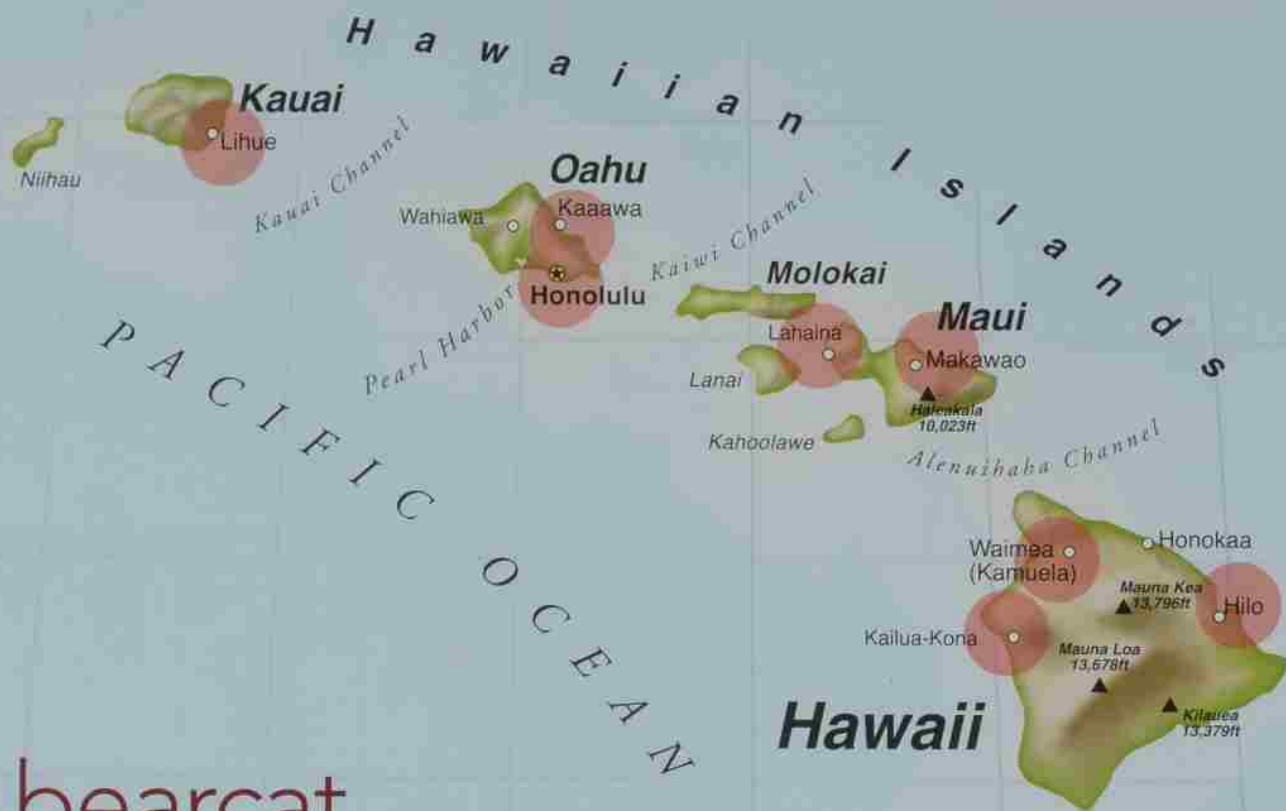 Hawaiian Islands
Kauai
Lihue
Niihau
Kauai Channel
Oahu
Wahiawa
Kaaawa
Honolulu
Pearl Harbor
Kaiwi Channel
Molokai
Lahaina
Maui
Makawao
Lanai
Haleakala
10,023ft
Kahoolawe
Alenuihaha Channel
PACIFIC OCEAN
Waimea
(Kamuela)
Honokaa
Mauna Kea
13,796ft
Hilo
Kailua-Kona
Mauna Loa
13,678ft
Hawaii
Kilauea
13,379ft
bearcat